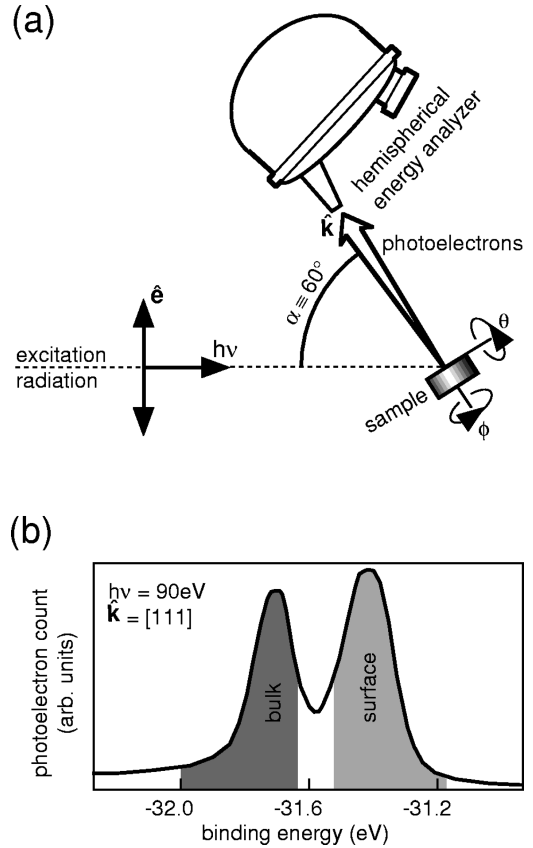 (a)
hemispherical
energy analyzer
k̂
photoelectrons
α ≡ 60°
ê
hν
excitation
radiation
θ
sample
ϕ
(b)
hν = 90eV
k̂ = [111]
photoelectron count
(arb. units)
bulk
surface
-32.0 -31.6 -31.2
binding energy (eV)